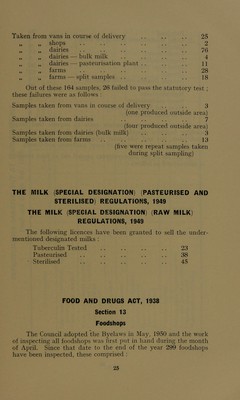 Taken from vans in course of delivery .. .. .. 25
„ „ shops .. .. .. .. .. .. 2
„ „ dairies .. .. .. .. .. .. 76
„ „ dairies — bulk milk .. .. .. .. 4
„ „ dairies — pasteurisation plant .. .. .. 11
„ „ farms .. .. .. .. .. .. 28
„ „ farms — split samples .. .. .. .. 18
Out of these 164 samples, 26 failed to pass the statutory test ;
these failures were as follows :
Samples taken from vans in course of delivery .. .. 3
(one produced outside area)
Samples taken from dairies .. .. .. .. 7
(four produced outside area)
Samples taken from dairies (bulk milk) .. .. .. 3
Samples taken from farms .. .. .. .. .. 13
(five were repeat samples taken
during split sampling)
THE MILK (SPECIAL DESIGNATION) (PASTEURISED AND
STERILISED) REGULATIONS, 1949
THE MILK (SPECIAL DESIGNATION) (RAW MILK)
REGULATIONS, 1949
The following licences have been granted to sell the under-
mentioned designated milks :
Tuberculin Tested .. .. .. .. 23
Pasteurised .. .. .. .. .. 38
Sterilised .. .. .. .. .. 45
FOOD AND DRUGS ACT, 1938
Section 13
Foodshops
The Council adopted the Byelaws in May, 1950 and the work
of inspecting all foodshops was first put in hand during the month
of April. Since that date to the end of the year 299 foodshops
have been inspected, these comprised :
25